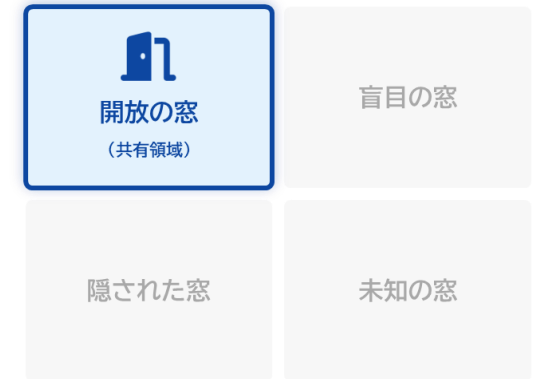 開放の窓
（共有領域）
盲目の窓
隠された窓
未知の窓